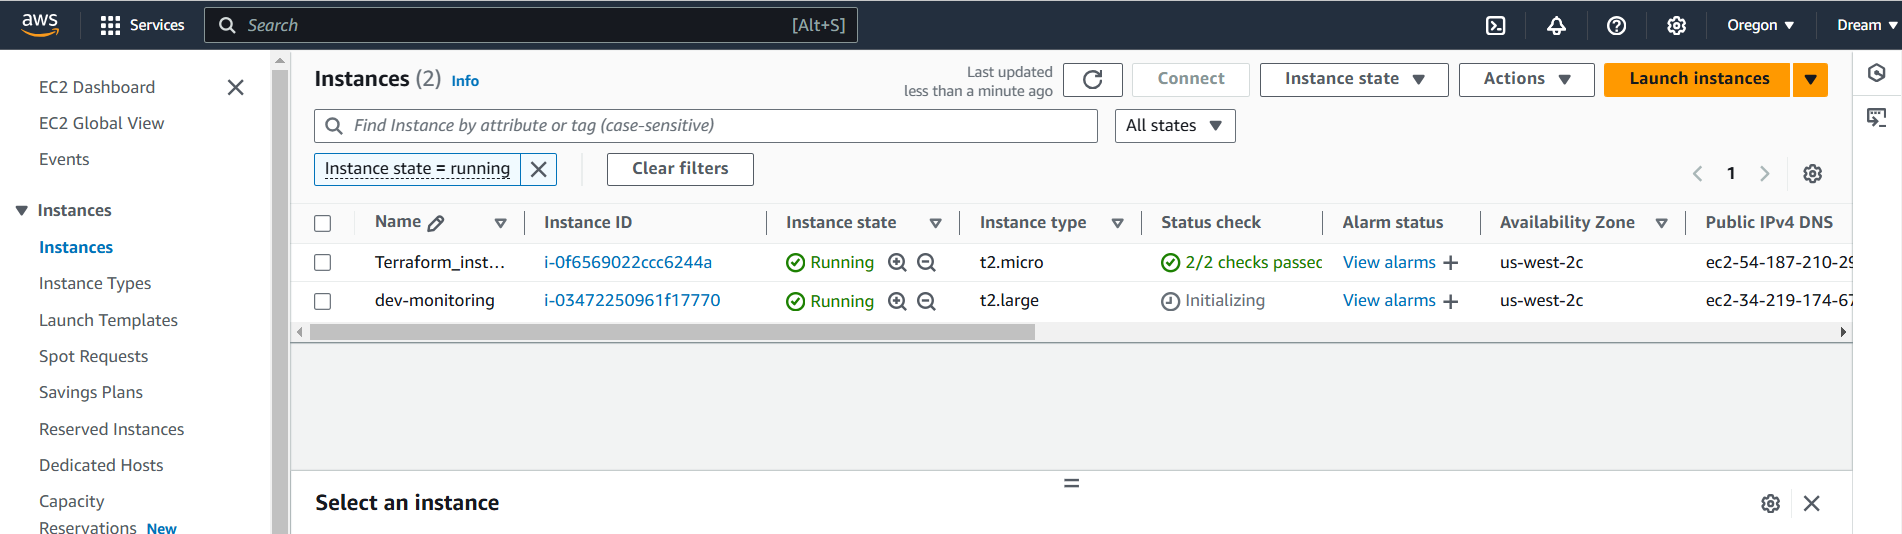 aws
Services
Search [Alt+S]
Oregon
Dream
EC2 Dashboard
EC2 Global View
Events
Instances
Instances
Instance Types
Launch Templates
Spot Requests
Savings Plans
Reserved Instances
Dedicated Hosts
Capacity
Reservations New
Instances (2) Info
Last updated
less than a minute ago
Connect
Instance state
Actions
Launch instances
Find Instance by attribute or tag (case-sensitive)
All states
Instance state = running
Clear filters
1
Name Instance ID Instance state Instance type Status check Alarm status Availability Zone Public IPv4 DNS
Terraform_inst... i-0f6569022ccc6244a Running t2.micro 2/2 checks passed View alarms + us-west-2c ec2-54-187-210-29
dev-monitoring i-03472250961f17770 Running t2.large Initializing View alarms + us-west-2c ec2-34-219-174-67
Select an instance